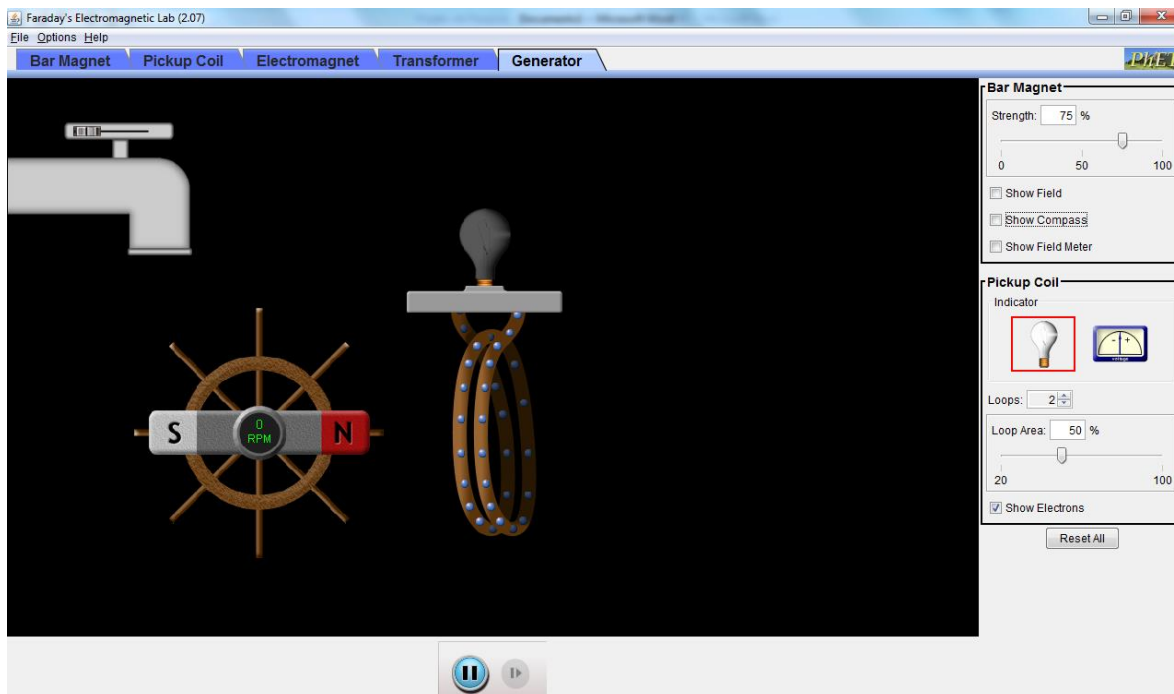 Faraday's Electromagnetic Lab (2.07)
File Options Help
Bar Magnet Pickup Coil Electromagnet Transformer Generator
PhET
Bar Magnet
Strength: 75 %
0 50 100
Show Field
Show Compass
Show Field Meter
Pickup Coil
Indicator
- +
voltage
Loops: 2
Loop Area: 50 %
20 100
Show Electrons
Reset All
S 0 N
RPM